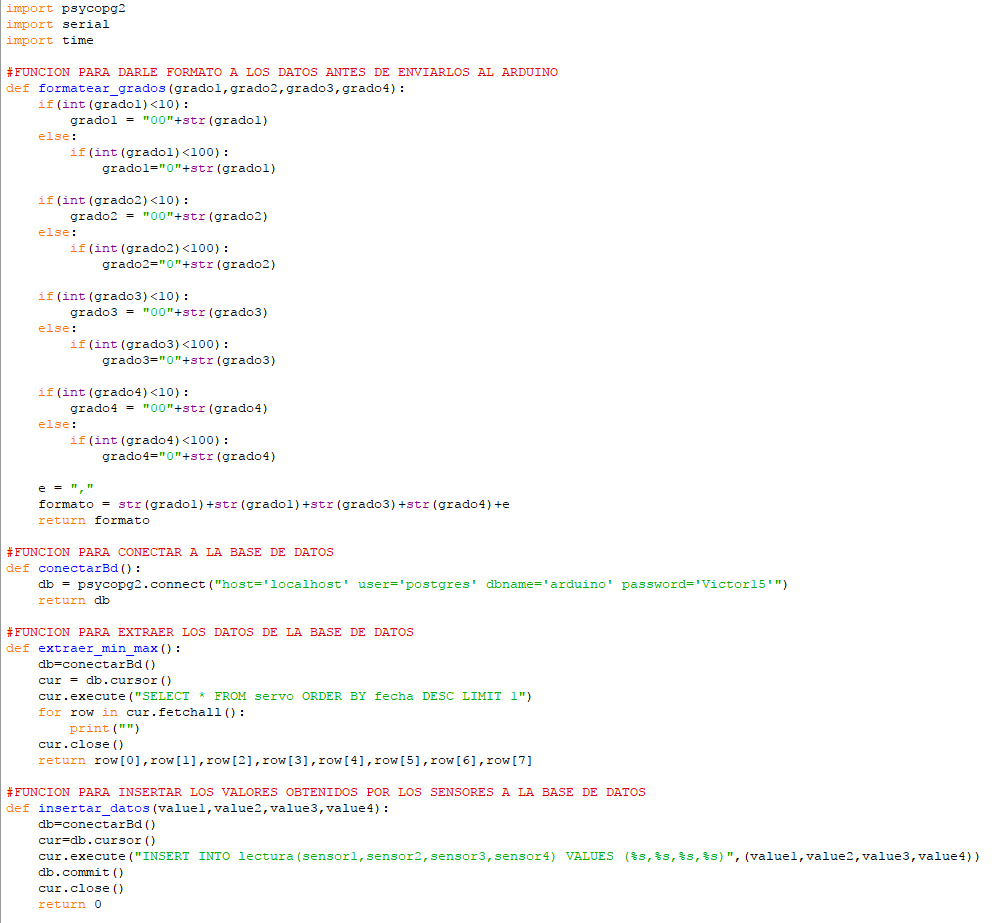 import psycopg2
import serial
import time
#FUNCION PARA DARLE FORMATO A LOS DATOS ANTES DE ENVIARLOS AL ARDUINO
def formatear_grados(grado1,grado2,grado3,grado4):
    if(int(grado1)<10):
        grado1 = "00"+str(grado1)
    else:
        if(int(grado1)<100):
            grado1="0"+str(grado1)
    if(int(grado2)<10):
        grado2 = "00"+str(grado2)
    else:
        if(int(grado2)<100):
            grado2="0"+str(grado2)
    if(int(grado3)<10):
        grado3 = "00"+str(grado3)
    else:
        if(int(grado3)<100):
            grado3="0"+str(grado3)
    if(int(grado4)<10):
        grado4 = "00"+str(grado4)
    else:
        if(int(grado4)<100):
            grado4="0"+str(grado4)
    e = ","
    formato = str(grado1)+str(grado1)+str(grado3)+str(grado4)+e
    return formato
#FUNCION PARA CONECTAR A LA BASE DE DATOS
def conectarBd():
    db = psycopg2.connect("host='localhost' user='postgres' dbname='arduino' password='Victor15'")
    return db
#FUNCION PARA EXTRAER LOS DATOS DE LA BASE DE DATOS
def extraer_min_max():
    db=conectarBd()
    cur = db.cursor()
    cur.execute("SELECT * FROM servo ORDER BY fecha DESC LIMIT 1")
    for row in cur.fetchall():
        print("")
    cur.close()
    return row[0],row[1],row[2],row[3],row[4],row[5],row[6],row[7]
#FUNCION PARA INSERTAR LOS VALORES OBTENIDOS POR LOS SENSORES A LA BASE DE DATOS
def insertar_datos(value1,value2,value3,value4):
    db=conectarBd()
    cur=db.cursor()
    cur.execute("INSERT INTO lectura(sensor1,sensor2,sensor3,sensor4) VALUES (%s,%s,%s,%s)",(value1,value2,value3,value4))
    db.commit()
    cur.close()
    return 0